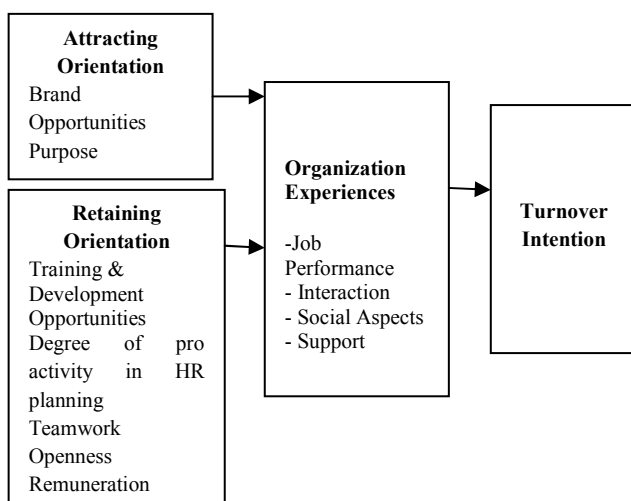 Attracting
Orientation
Brand
Opportunities
Purpose
Retaining
Orientation
Training &
Development
Opportunities
Degree of pro
activity in HR
planning
Teamwork
Openness
Remuneration
Organization
Experiences
-Job
Performance
- Interaction
- Social Aspects
- Support
Turnover
Intention